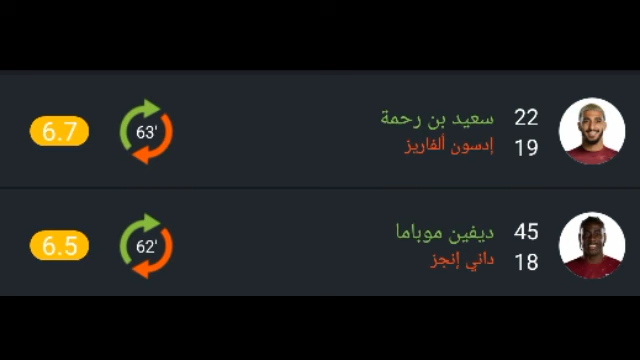 22 سعيد بن رحمة 63' 6.7
19 إدسون ألفاريز
45 ديفين موباما 62' 6.5
18 داني إنجز